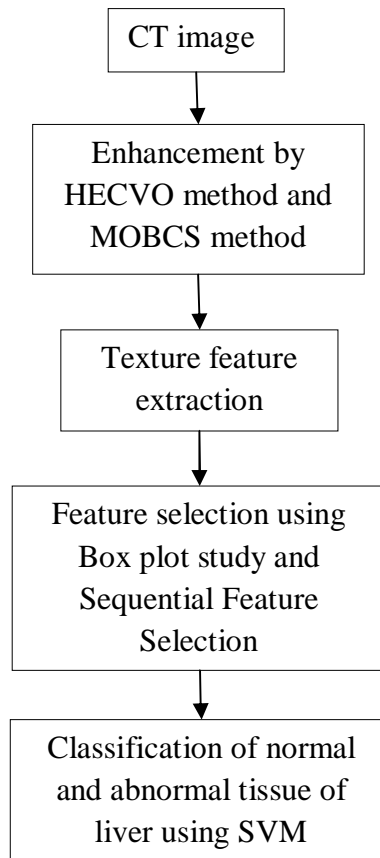 CT image
Enhancement by
HECVO method and
MOBCS method
Texture feature
extraction
Feature selection using
Box plot study and
Sequential Feature
Selection
Classification of normal
and abnormal tissue of
liver using SVM